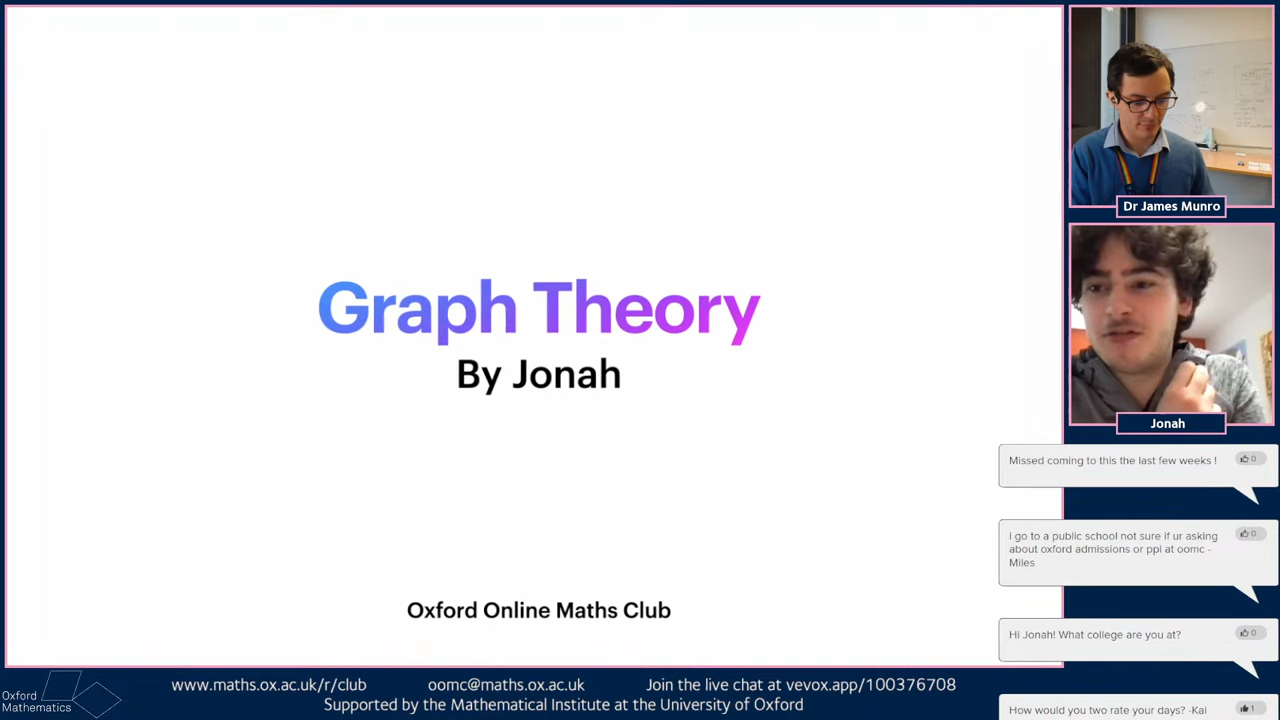 Graph Theory
By Jonah
Oxford Online Maths Club
Dr James Munro
Jonah
Missed coming to this the last few weeks !
0
i go to a public school not sure if ur asking
about oxford admissions or ppl at oomc -
Miles
0
Hi Jonah! What college are you at?
0
How would you two rate your days? -Kai
1
Oxford
Mathematics
www.maths.ox.ac.uk/r/club
oomc@maths.ox.ac.uk
Join the live chat at vevox.app/100376708
Supported by the Mathematical Institute at the University of Oxford